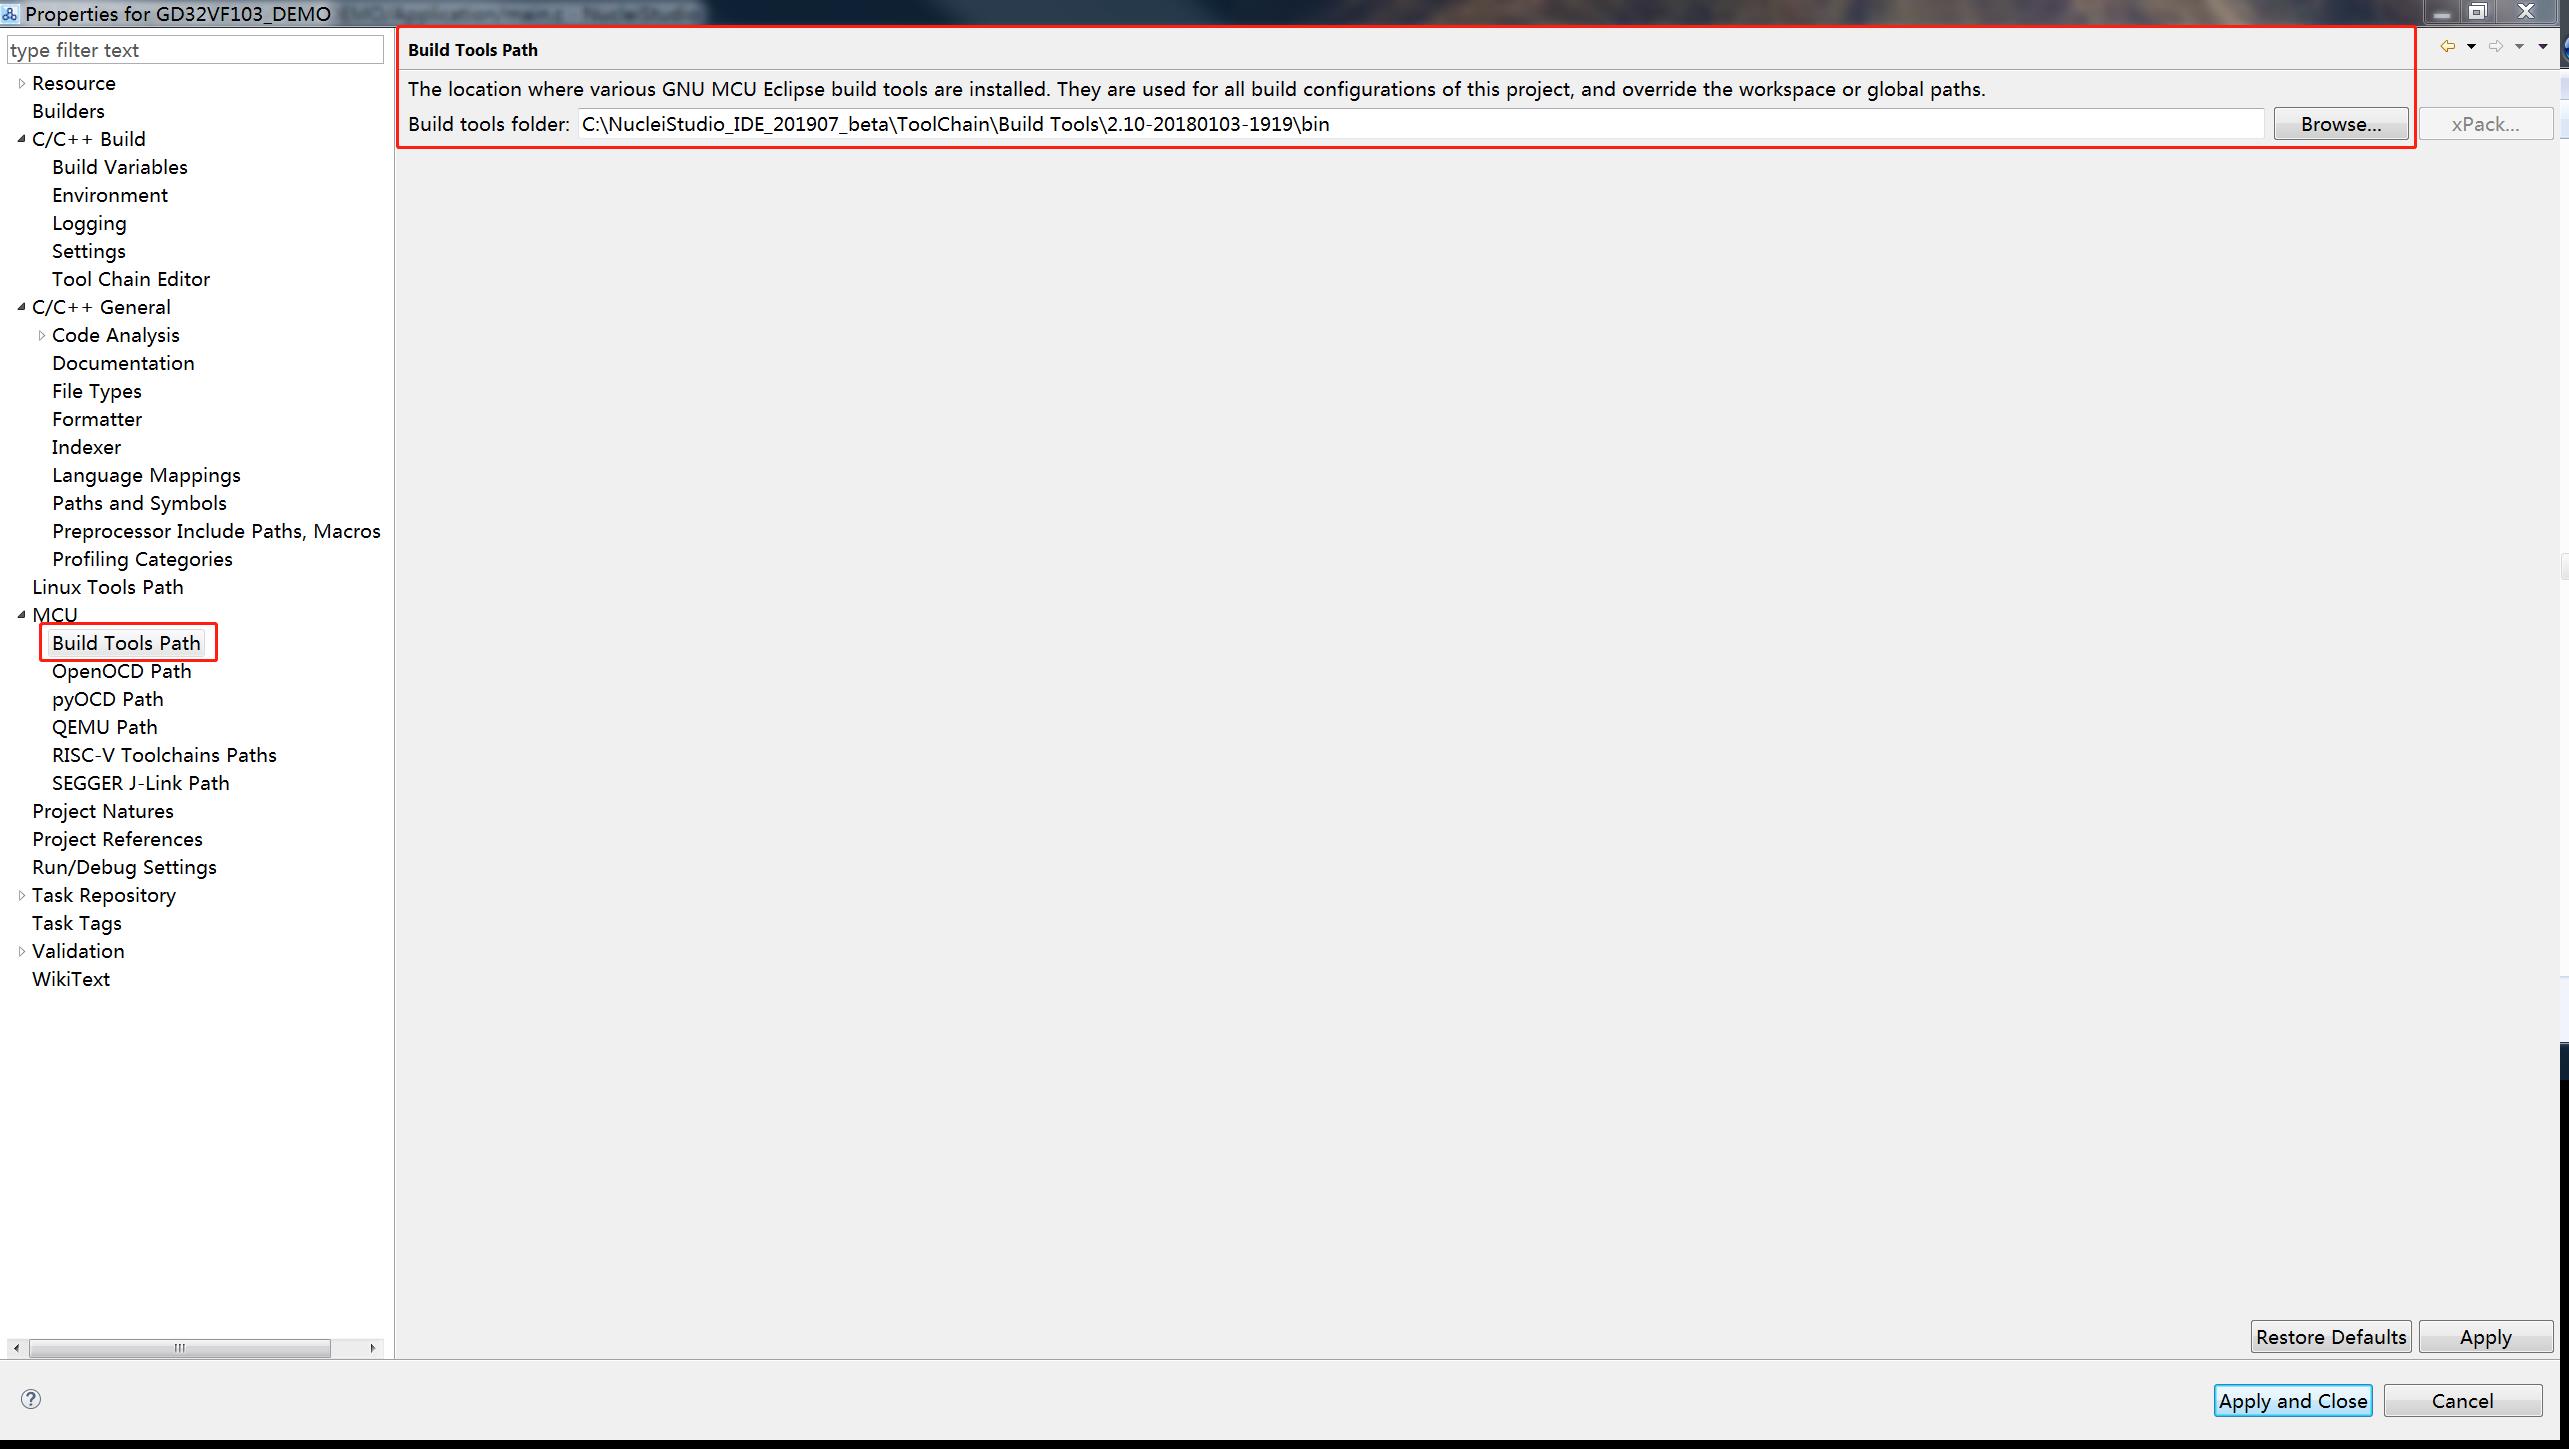 Properties for GD32VF103_DEMO
type filter text
Resource
Builders
C/C++ Build
Build Variables
Environment
Logging
Settings
Tool Chain Editor
C/C++ General
Code Analysis
Documentation
File Types
Formatter
Indexer
Language Mappings
Paths and Symbols
Preprocessor Include Paths, Macros
Profiling Categories
Linux Tools Path
MCU
Build Tools Path
OpenOCD Path
pyOCD Path
QEMU Path
RISC-V Toolchains Paths
SEGGER J-Link Path
Project Natures
Project References
Run/Debug Settings
Task Repository
Task Tags
Validation
WikiText
Build Tools Path
The location where various GNU MCU Eclipse build tools are installed. They are used for all build configurations of this project, and override the workspace or global paths.
Build tools folder: C:\NucleiStudio_IDE_201907_beta\ToolChain\Build Tools\2.10-20180103-1919\bin
Browse...
xPack...
Restore Defaults
Apply
Apply and Close
Cancel